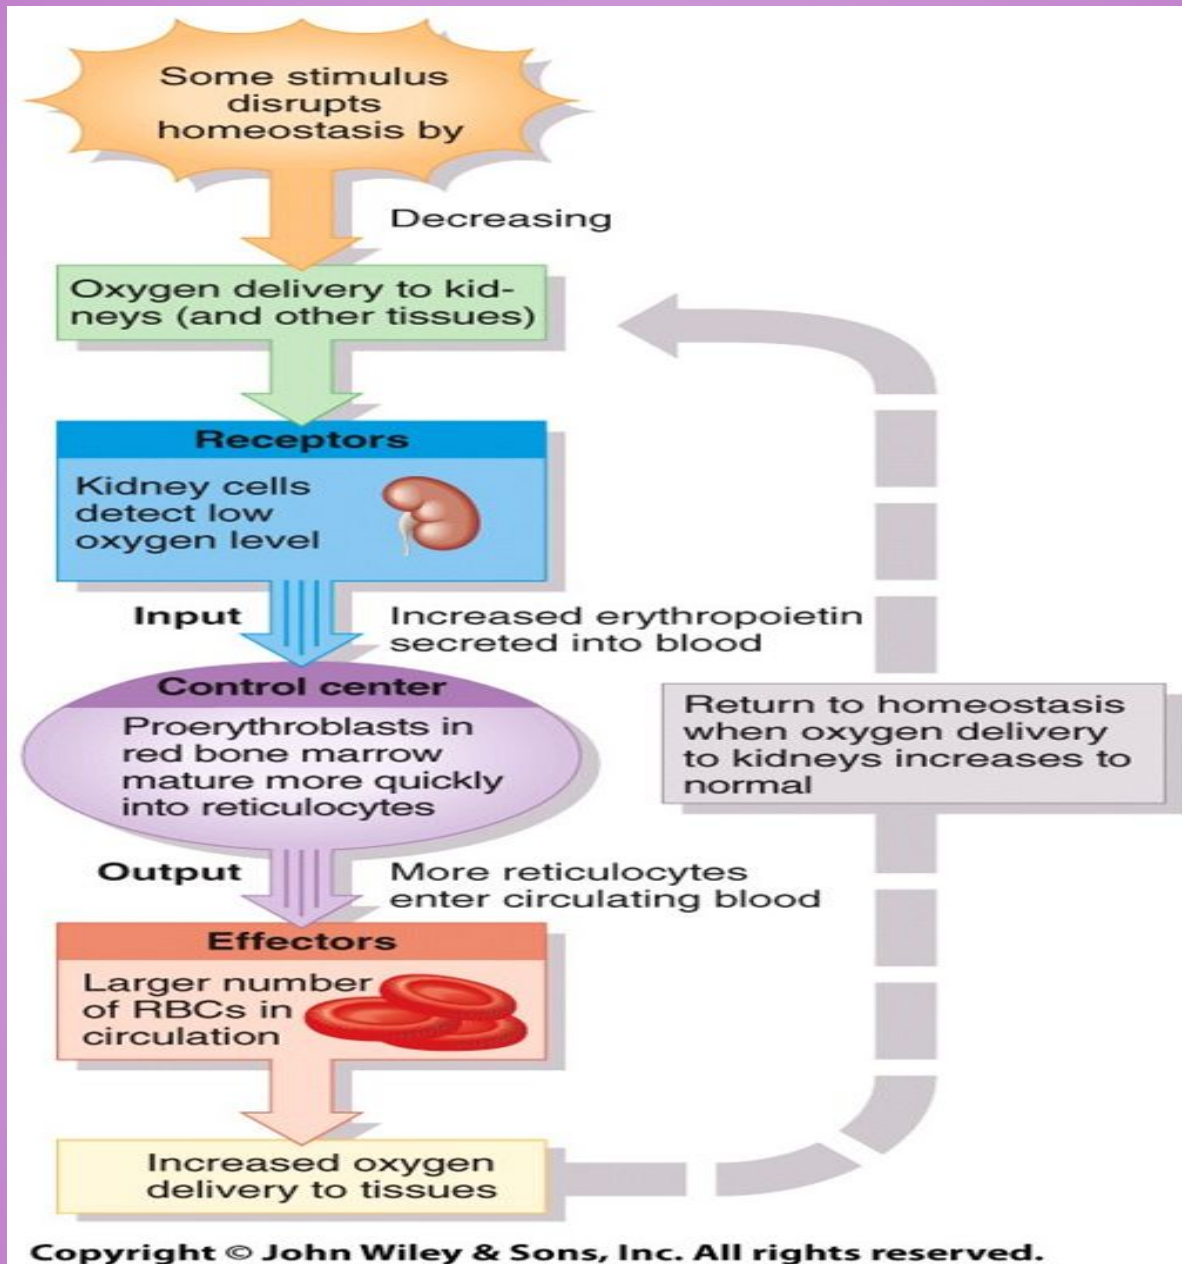 Some stimulus
disrupts
homeostasis by
Decreasing
Oxygen delivery to kid-
neys (and other tissues)
Receptors
Kidney cells
detect low
oxygen level
Input
Increased erythropoietin
secreted into blood
Control center
Proerythroblasts in
red bone marrow
mature more quickly
into reticulocytes
Return to homeostasis
when oxygen delivery
to kidneys increases to
normal
Output
More reticulocytes
enter circulating blood
Effectors
Larger number
of RBCs in
circulation
Increased oxygen
delivery to tissues
Copyright © John Wiley & Sons, Inc. All rights reserved.